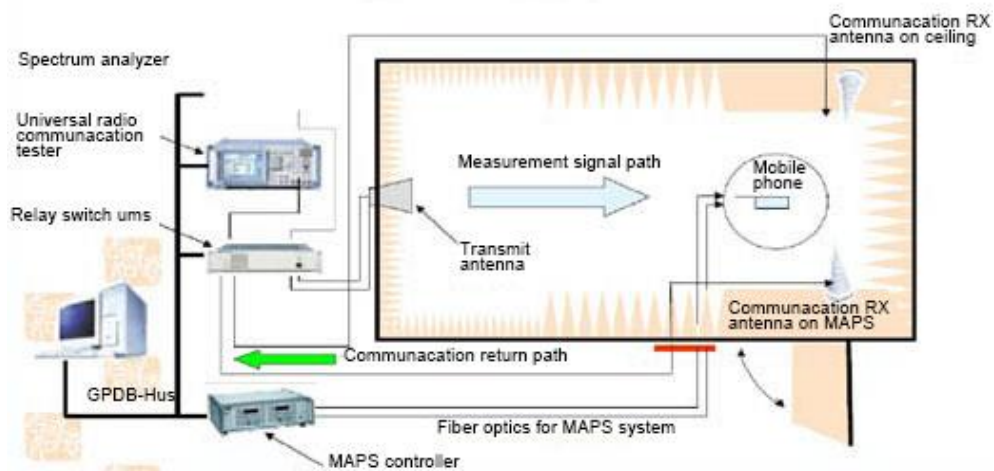 Communacation RX
antenna on ceiling
Spectrum analyzer
Universal radio
communacation
tester
Measurement signal path
Mobile
phone
Relay switch ums
Transmit
antenna
Communacation RX
antenna on MAPS
Communacation return path
GPDB-Hus
Fiber optics for MAPS system
MAPS controller